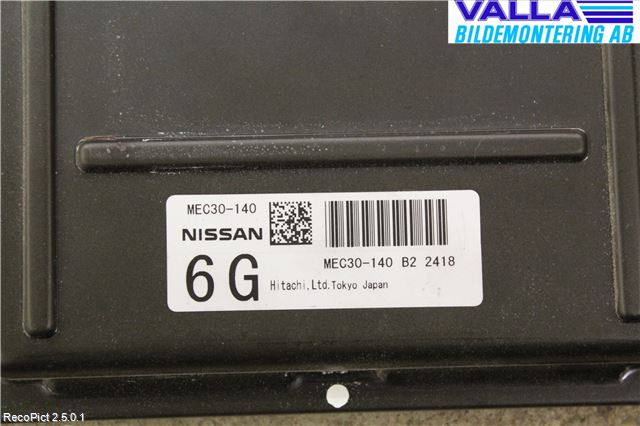 VALLA
BILDEMONTERING AB
MEC30-140
NISSAN
6G
MEC30-140 B2 2418
Hitachi,Ltd.Tokyo Japan
RecoPict 2.5.0.1